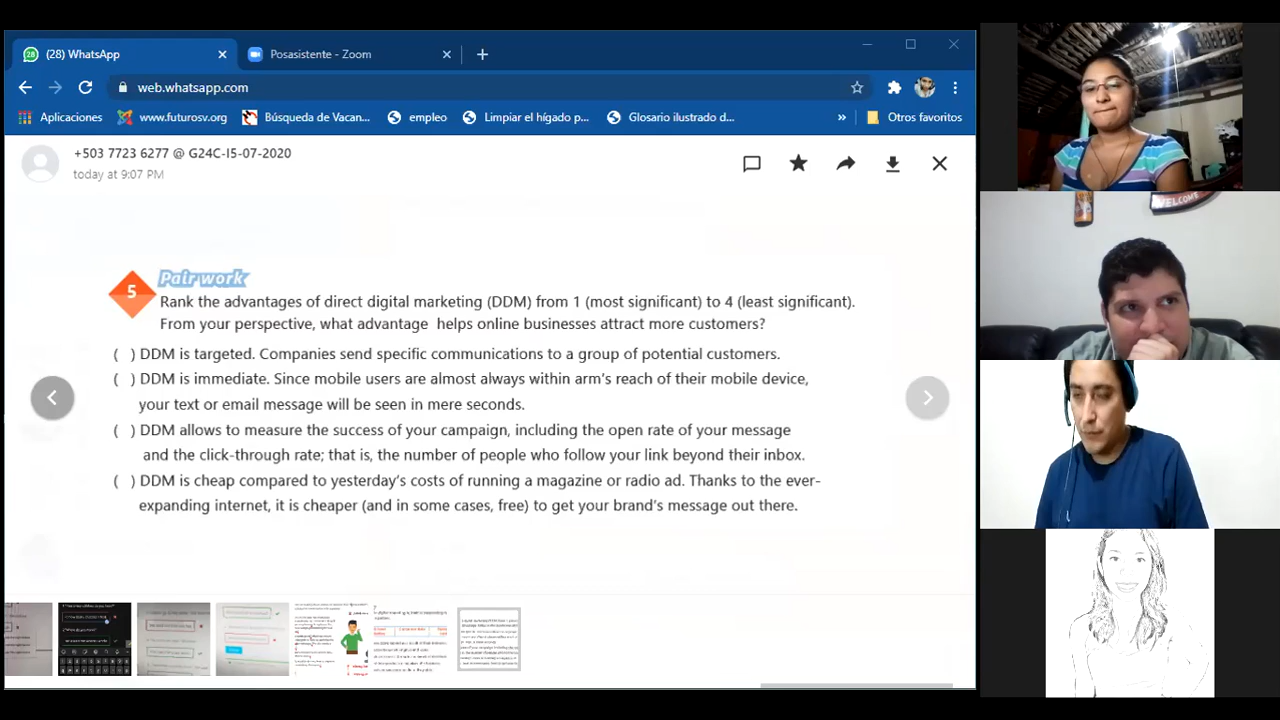 (28) WhatsApp
Posasistente - Zoom
web.whatsapp.com
Aplicaciones
www.futurosv.org
Búsqueda de Vacan...
empleo
Limpiar el hígado p...
Glosario ilustrado d...
»
Otros favoritos
+503 7723 6277 @ G24C-I5-07-2020
today at 9:07 PM
Pair work
5
Rank the advantages of direct digital marketing (DDM) from 1 (most significant) to 4 (least significant).
From your perspective, what advantage helps online businesses attract more customers?
( ) DDM is targeted. Companies send specific communications to a group of potential customers.
( ) DDM is immediate. Since mobile users are almost always within arm's reach of their mobile device,
your text or email message will be seen in mere seconds.
( ) DDM allows to measure the success of your campaign, including the open rate of your message
and the click-through rate; that is, the number of people who follow your link beyond their inbox.
( ) DDM is cheap compared to yesterday's costs of running a magazine or radio ad. Thanks to the ever-
expanding internet, it is cheaper (and in some cases, free) to get your brand's message out there.
WELCOME